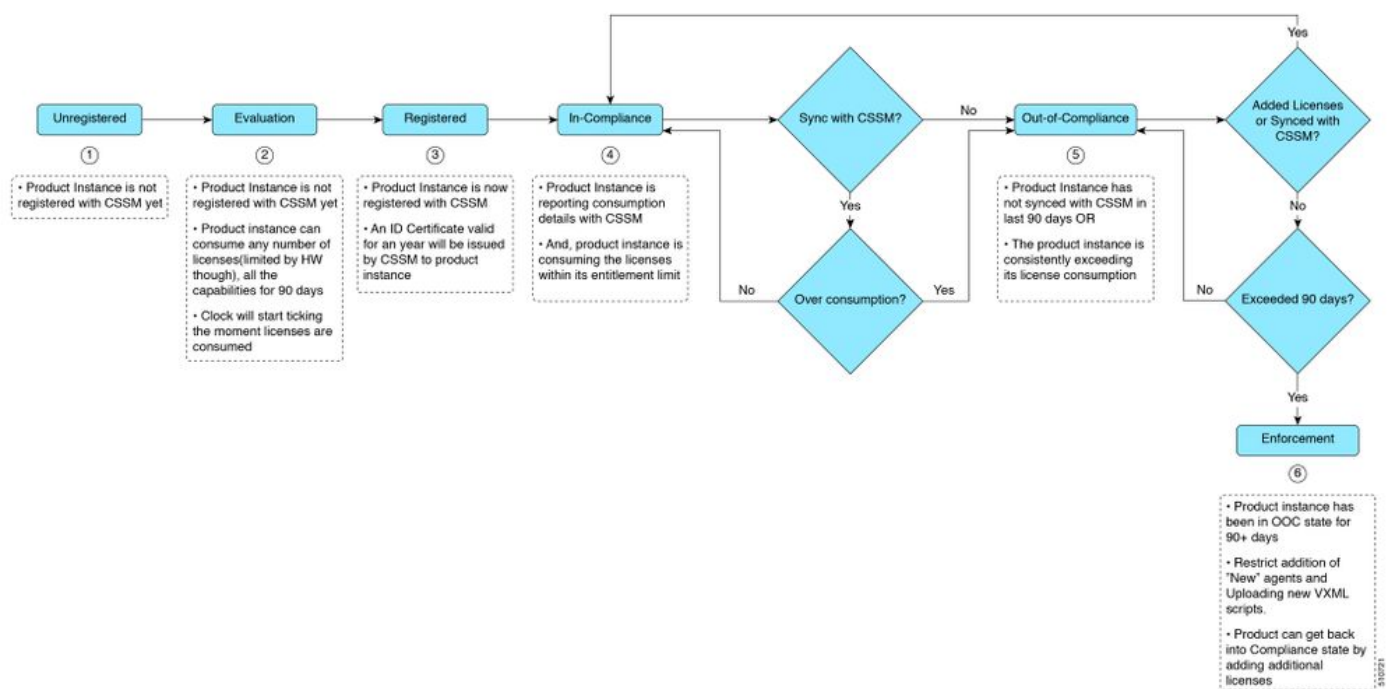 Yes
Unregistered
Evaluation
Registered
In-Compliance
Sync with CSSM?
No
Out-of-Compliance
Added Licenses
or Synced with
CSSM?
1
• Product Instance is not
registered with CSSM yet
2
• Product Instance is not
registered with CSSM yet
• Product instance can
consume any number of
licenses(limited by HW
though), all the
capabilities for 90 days
• Clock will start ticking
the moment licenses are
consumed
3
• Product Instance is now
registered with CSSM
• An ID Certificate valid
for an year will be issued
by CSSM to product
instance
4
• Product Instance is
reporting consumption
details with CSSM
• And, product instance is
consuming the licenses
within its entitlement limit
Yes
No
Over consumption?
Yes
5
• Product Instance has
not synced with CSSM in
last 90 days OR
• The product instance is
consistently exceeding
its license consumption
No
No
Exceeded 90 days?
Yes
Enforcement
6
• Product instance has
been in OOC state for
90+ days
• Restrict addition of
"New" agents and
Uploading new VXML
scripts.
• Product can get back
into Compliance state by
adding additional
licenses
510721